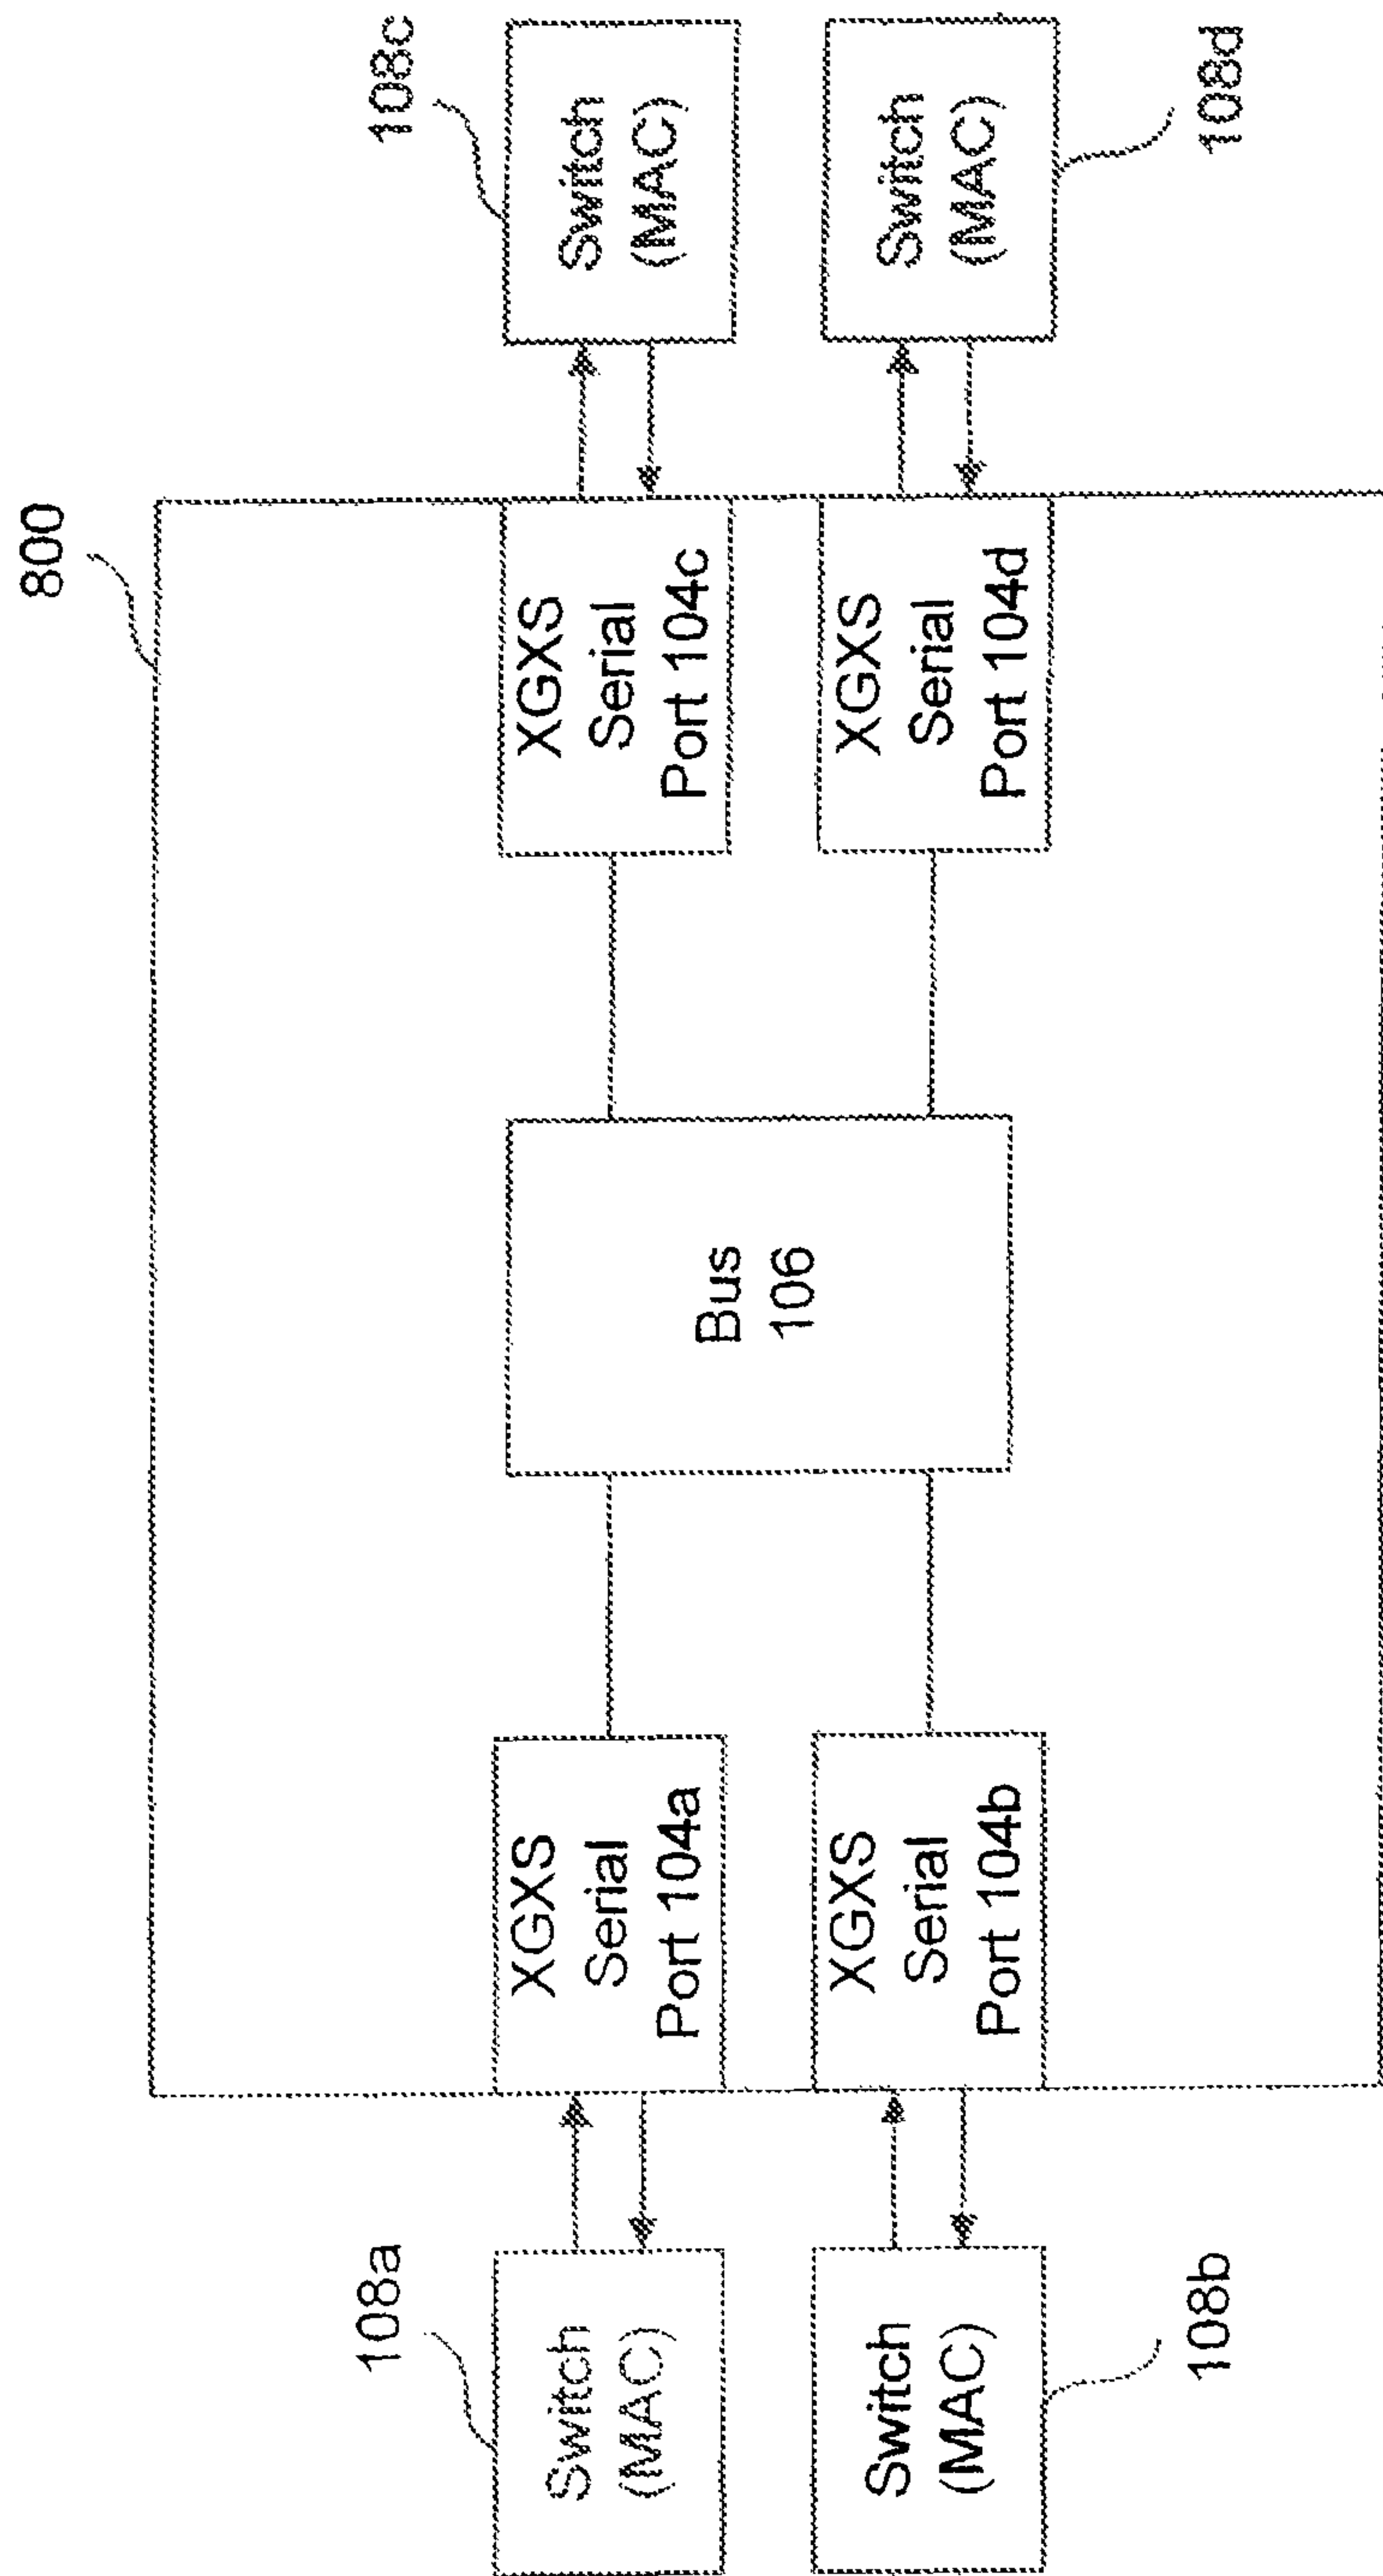 800
108a
108c
Switch
(MAC)
XGXS
Serial
Port 104a
Bus
106
XGXS
Serial
Port 104c
Switch
(MAC)
Switch
(MAC)
XGXS
Serial
Port 104b
XGXS
Serial
Port 104d
Switch
(MAC)
108b
108d